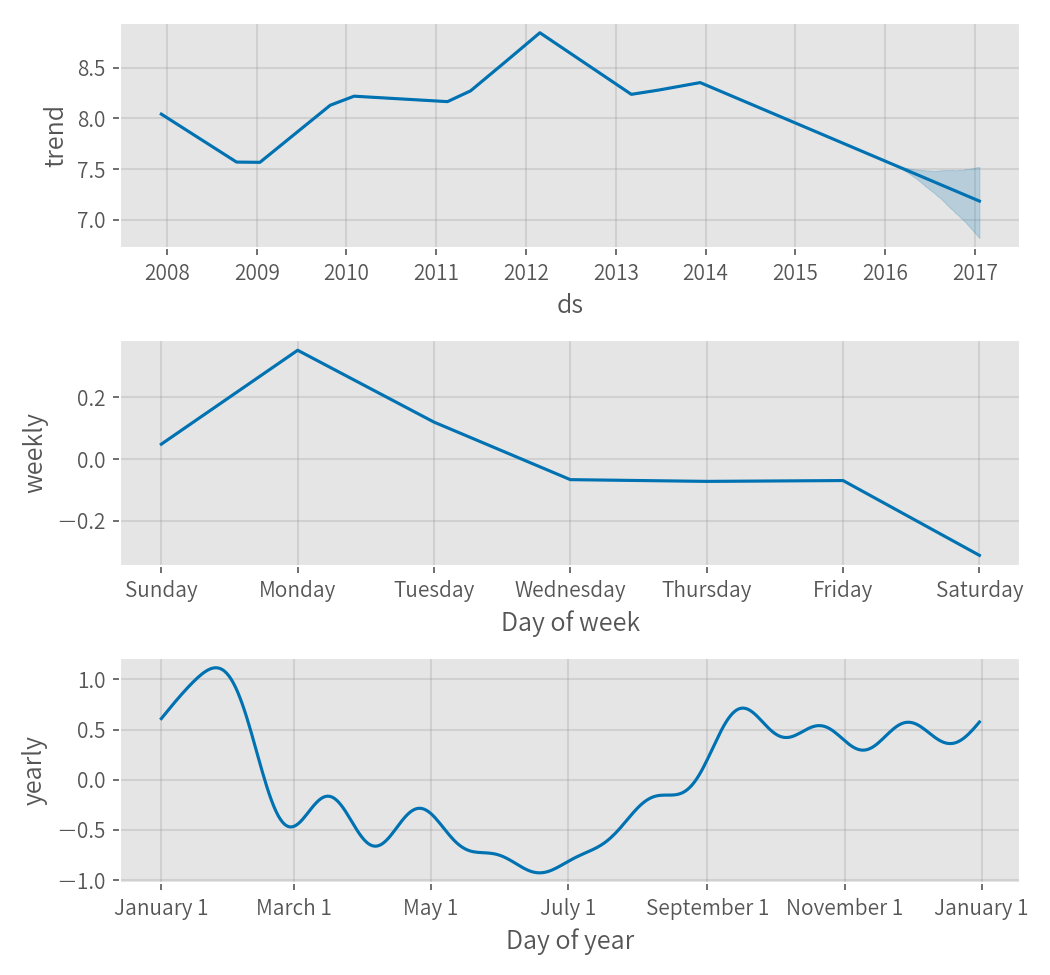 8.5
8.0
7.5
7.0
trend
2008 2009 2010 2011 2012 2013 2014 2015 2016 2017
ds
0.2
0.0
−0.2
weekly
Sunday Monday Tuesday Wednesday Thursday Friday Saturday
Day of week
1.0
0.5
0.0
−0.5
−1.0
yearly
January 1 March 1 May 1 July 1 September 1 November 1 January 1
Day of year